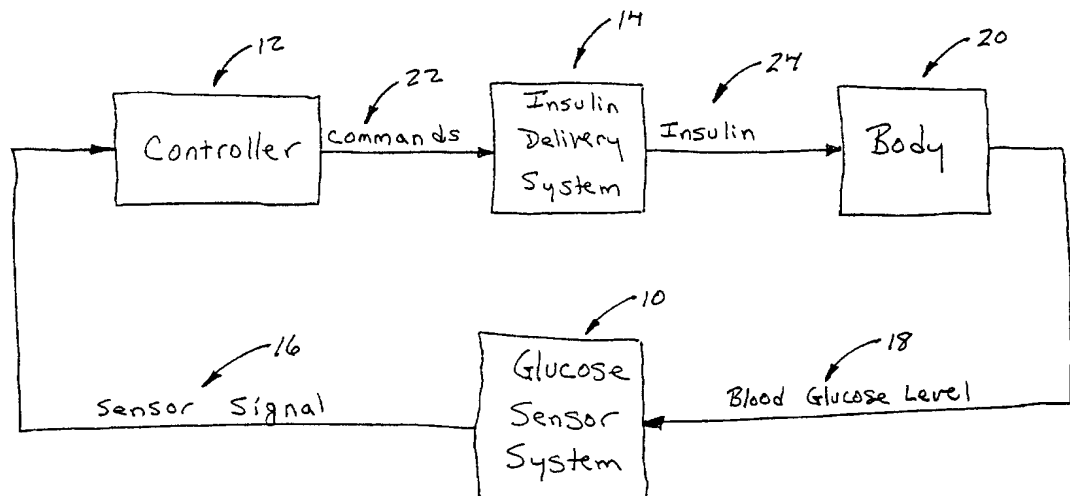 12
22
14
24
20
Controller
commands
Insulin
Delivery
System
Insulin
Body
16
Sensor Signal
10
Glucose
Sensor
System
18
Blood Glucose Level